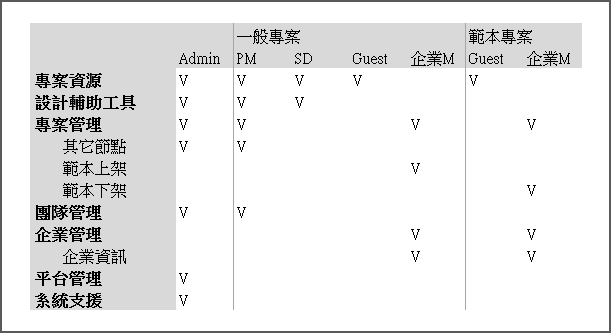 一般專案 範本專案
Admin PM SD Guest 企業M Guest 企業M
專案資源 V V V V V
設計輔助工具 V V V
專案管理 V V V V
其它節點 V V
範本上架 V
範本下架 V
團隊管理 V V
企業管理 V V
企業資訊 V V
平台管理 V
系統支援 V